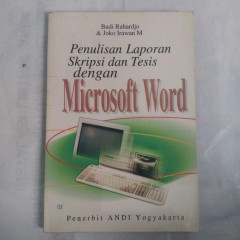 Budi Rahardjo
& Joko Irawan M
Penulisan Laporan
Skripsi dan Tesis
dengan
Microsoft Word
Penerbit ANDI Yogyakarta